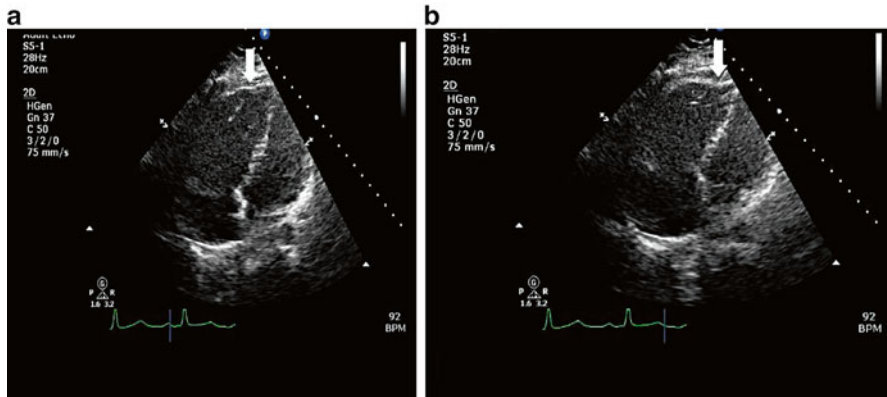 a
Adult Echo
S5-1
28Hz
20cm
2D
HGen
Gn 37
C 50
3 / 2 / 0
75 mm/s
G
P R
1.6 3.2
92
BPM
b
S5-1
28Hz
20cm
2D
HGen
Gn 37
C 50
3 / 2 / 0
75 mm/s
G
P R
1.6 3.2
92
BPM